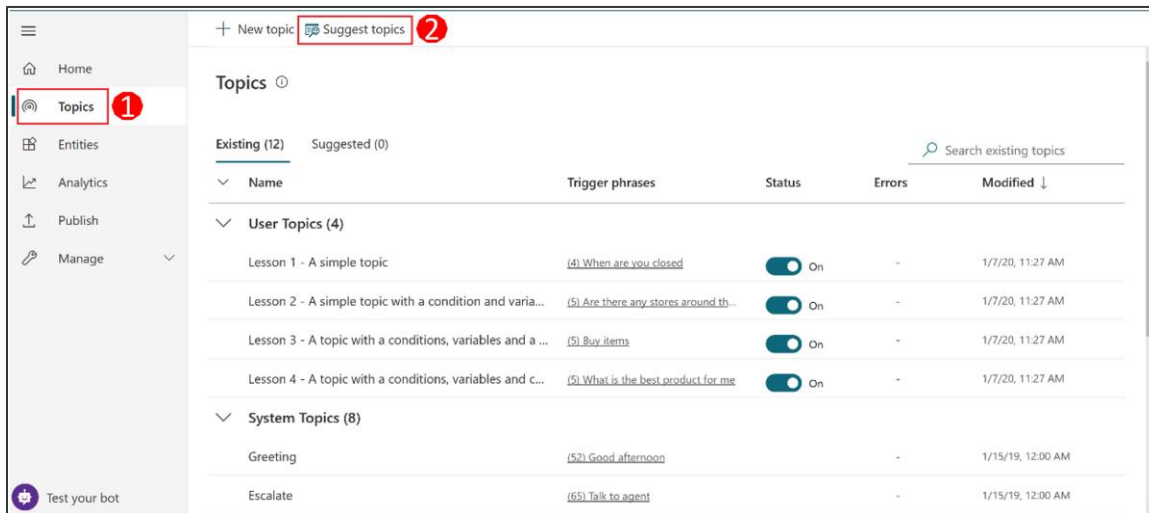 + New topic Suggest topics 2
Home
Topics 1
Entities
Analytics
Publish
Manage
Test your bot
Topics
Existing (12) Suggested (0) Search existing topics
Name Trigger phrases Status Errors Modified ↓
User Topics (4)
Lesson 1 - A simple topic (4) When are you closed On - 1/7/20, 11:27 AM
Lesson 2 - A simple topic with a condition and varia... (5) Are there any stores around th... On - 1/7/20, 11:27 AM
Lesson 3 - A topic with a conditions, variables and a ... (5) Buy items On - 1/7/20, 11:27 AM
Lesson 4 - A topic with a conditions, variables and c... (5) What is the best product for me On - 1/7/20, 11:27 AM
System Topics (8)
Greeting (52) Good afternoon - 1/15/19, 12:00 AM
Escalate (65) Talk to agent - 1/15/19, 12:00 AM